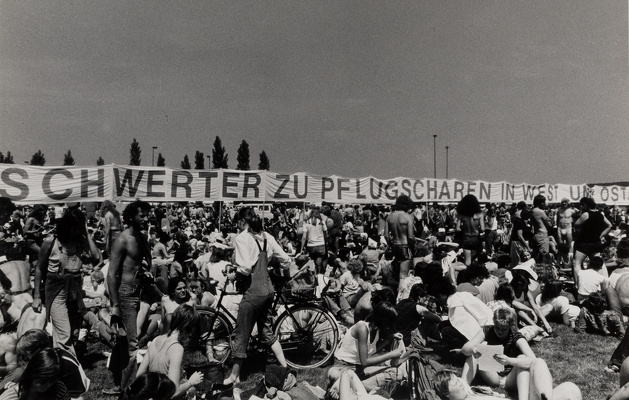 SCHWERTER ZU PFLUGSCHAREN IN WEST UND OST